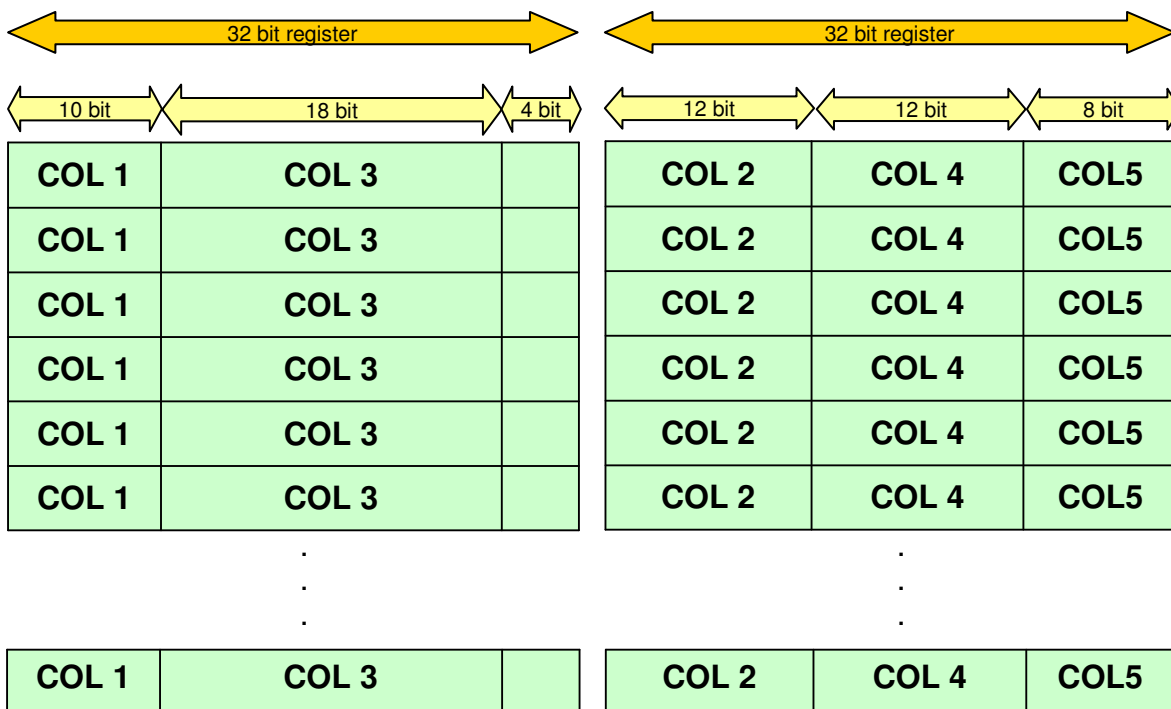 32 bit register 32 bit register
10 bit 18 bit 4 bit 12 bit 12 bit 8 bit
COL 1 COL 3 COL 2 COL 4 COL5
COL 1 COL 3 COL 2 COL 4 COL5
COL 1 COL 3 COL 2 COL 4 COL5
COL 1 COL 3 COL 2 COL 4 COL5
COL 1 COL 3 COL 2 COL 4 COL5
COL 1 COL 3 COL 2 COL 4 COL5
. .
. .
. .
COL 1 COL 3 COL 2 COL 4 COL5